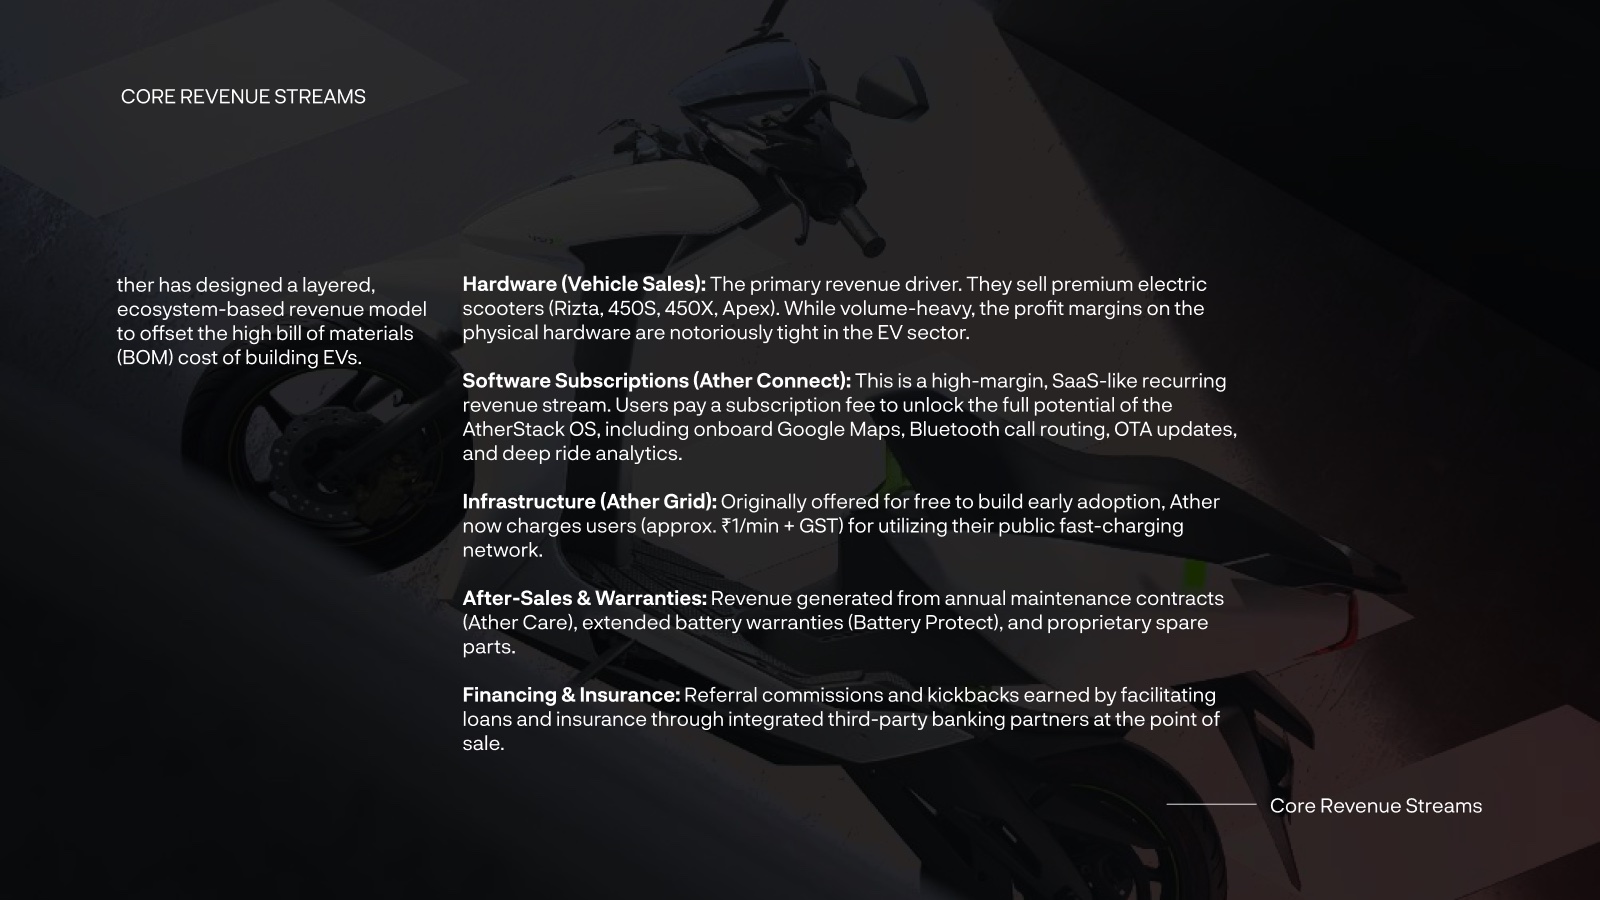 CORE REVENUE STREAMS
ther has designed a layered,
ecosystem-based revenue model
to offset the high bill of materials
(BOM) cost of building EVs.
Hardware (Vehicle Sales): The primary revenue driver. They sell premium electric
scooters (Rizta, 450S, 450X, Apex). While volume-heavy, the profit margins on the
physical hardware are notoriously tight in the EV sector.
Software Subscriptions (Ather Connect): This is a high-margin, SaaS-like recurring
revenue stream. Users pay a subscription fee to unlock the full potential of the
AtherStack OS, including onboard Google Maps, Bluetooth call routing, OTA updates,
and deep ride analytics.
Infrastructure (Ather Grid): Originally offered for free to build early adoption, Ather
now charges users (approx. ₹1/min + GST) for utilizing their public fast-charging
network.
After-Sales & Warranties: Revenue generated from annual maintenance contracts
(Ather Care), extended battery warranties (Battery Protect), and proprietary spare
parts.
Financing & Insurance: Referral commissions and kickbacks earned by facilitating
loans and insurance through integrated third-party banking partners at the point of
sale.
Core Revenue Streams